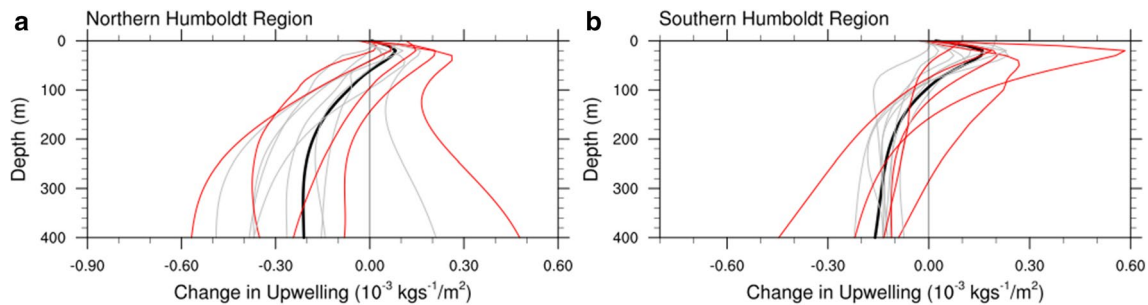 a Northern Humboldt Region
0
100
200
300
400
Depth (m)
-0.90 -0.60 -0.30 0.00 0.30 0.60
Change in Upwelling (10⁻³ kgs⁻¹/m²)
b Southern Humboldt Region
0
100
200
300
400
Depth (m)
-0.60 -0.30 0.00 0.30 0.60
Change in Upwelling (10⁻³ kgs⁻¹/m²)